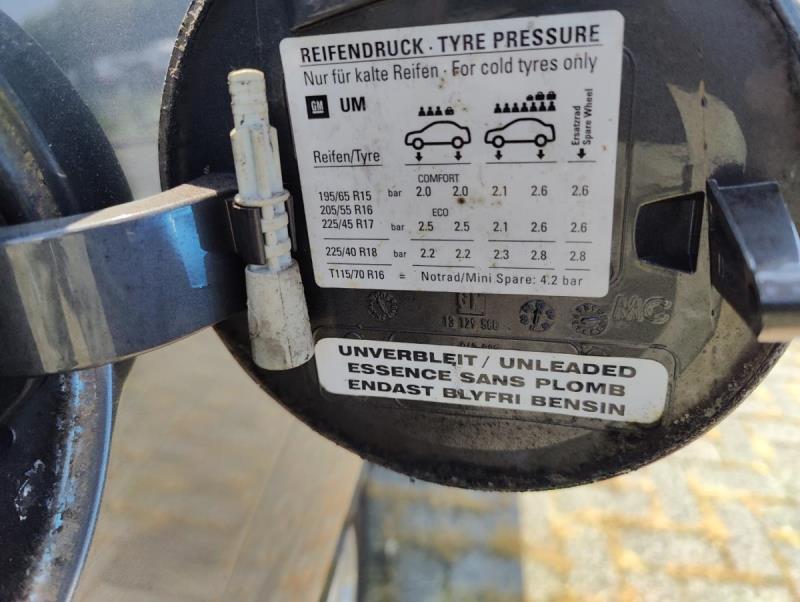 REIFENDRUCK · TYRE PRESSURE
Nur für kalte Reifen · For cold tyres only
GM UM
Ersatzrad
Spare Wheel
Reifen/Tyre
COMFORT
195/65 R15 bar 2.0 2.0 2.1 2.6 2.6
205/55 R16 ECO
225/45 R17 bar 2.5 2.5 2.1 2.6 2.6
225/40 R18 bar 2.2 2.2 2.3 2.8 2.8
T115/70 R16 = Notrad/Mini Spare: 4.2 bar
GM MC
UNVERBLEIT / UNLEADED
ESSENCE SANS PLOMB
ENDAST BLYFRI BENSIN